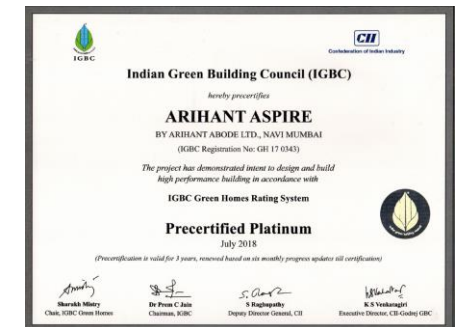 IGBC
CII
Confederation of Indian Industry
Indian Green Building Council (IGBC)
hereby precertifies
ARIHANT ASPIRE
BY ARIHANT ABODE LTD., NAVI MUMBAI
(IGBC Registration No: GH 17 0343)
The project has demonstrated intent to design and build
high performance building in accordance with
IGBC Green Homes Rating System
Precertified Platinum
July 2018
(Precertification is valid for 3 years, renewed based on six monthly progress updates till certification)
Sharukh Mistry
Chair, IGBC Green Homes
Dr Prem C Jain
Chairman, IGBC
S Raghupathy
Deputy Director General, CII
K S Venkatagiri
Executive Director, CII-Godrej GBC